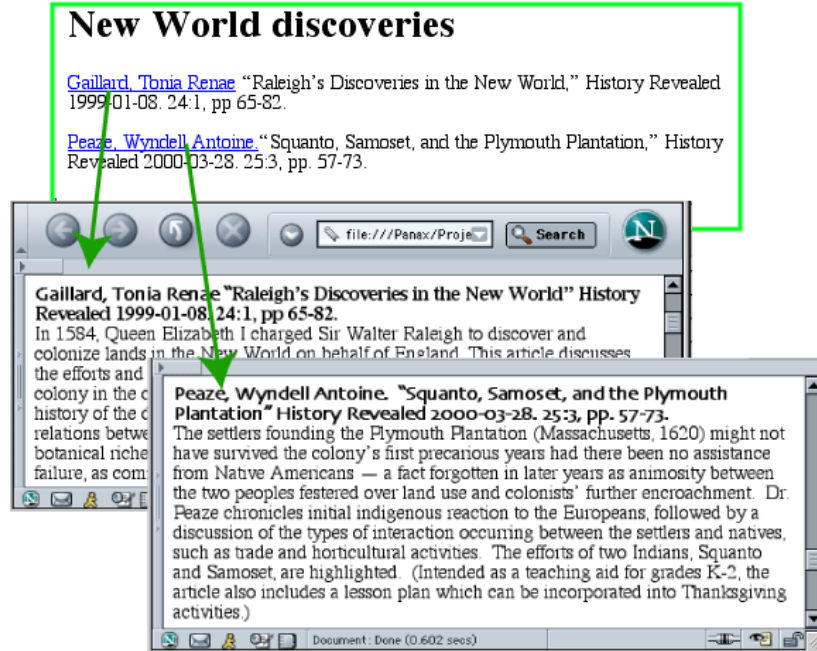 New World discoveries
Gaillard, Tonia Renae “Raleigh’s Discoveries in the New World,” History Revealed
1999-01-08. 24:1, pp 65-82.
Peaze, Wyndell Antoine.“Squanto, Samoset, and the Plymouth Plantation,” History
Revealed 2000-03-28. 25:3, pp. 57-73.
file:///Panax/Proje
Search
N
Gaillard, Tonia Renae “Raleigh’s Discoveries in the New World” History
Revealed 1999-01-08. 24:1, pp 65-82.
In 1584, Queen Elizabeth I charged Sir Walter Raleigh to discover and
colonize lands in the New World on behalf of England. This article discusses
the efforts and
colony in the
history of the
relations
botanical
failure, as
Peaze, Wyndell Antoine. “Squanto, Samoset, and the Plymouth
Plantation” History Revealed 2000-03-28. 25:3, pp. 57-73.
The settlers founding the Plymouth Plantation (Massachusetts, 1620) might not
have survived the colony’s first precarious years had there been no assistance
from Native Americans — a fact forgotten in later years as animosity between
the two peoples festered over land use and colonists’ further encroachment. Dr.
Peaze chronicles initial indigenous reaction to the Europeans, followed by a
discussion of the types of interaction occurring between the settlers and natives,
such as trade and horticultural activities. The efforts of two Indians, Squanto
and Samoset, are highlighted. (Intended as a teaching aid for grades K-2, the
article also includes a lesson plan which can be incorporated into Thanksgiving
activities.)
Document: Done (0.602 secs)